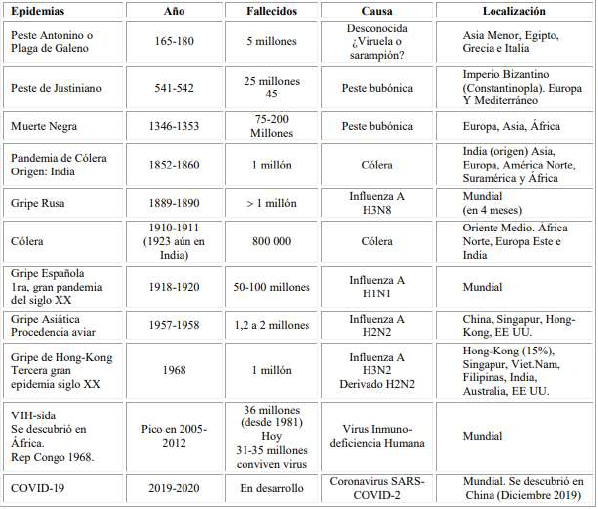 Epidemias Año Fallecidos Causa Localización
Peste Antonino o
Plaga de Galeno
165-180
5 millones
Desconocida
¿Viruela o
sarampión?
Asia Menor, Egipto,
Grecia e Italia
Peste de Justiniano
541-542
25 millones
45
Peste bubónica
Imperio Bizantino
(Constantinopla). Europa
Y Mediterráneo
Muerte Negra
1346-1353
75-200
Millones
Peste bubónica
Europa, Asia, África
Pandemia de Cólera
Origen: India
1852-1860
1 millón
Cólera
India (origen) Asia,
Europa, América Norte,
Suramérica y África
Gripe Rusa
1889-1890
> 1 millón
Influenza A
H3N8
Mundial
(en 4 meses)
Cólera
1910-1911
(1923 aún en
India)
800 000
Cólera
Oriente Medio. África
Norte, Europa Este e
India
Gripe Española
1ra, gran pandemia
del siglo XX
1918-1920
50-100 millones
Influenza A
H1N1
Mundial
Gripe Asiática
Procedencia aviar
1957-1958
1,2 a 2 millones
Influenza A
H2N2
China, Singapur, Hong-
Kong, EE UU.
Gripe de Hong-Kong
Tercera gran
epidemia siglo XX
1968
1 millón
Influenza A
H3N2
Derivado H2N2
Hong-Kong (15%),
Singapur, Viet.Nam,
Filipinas, India,
Australia, EE UU.
VIH-sida
Se descubrió en
África.
Rep Congo 1968.
Pico en 2005-
2012
36 millones
(desde 1981)
Hoy
31-35 millones
conviven virus
Virus Inmuno-
deficiencia Humana
Mundial
COVID-19
2019-2020
En desarrollo
Coronavirus SARS-
COVID-2
Mundial. Se descubrió en
China (Diciembre 2019)